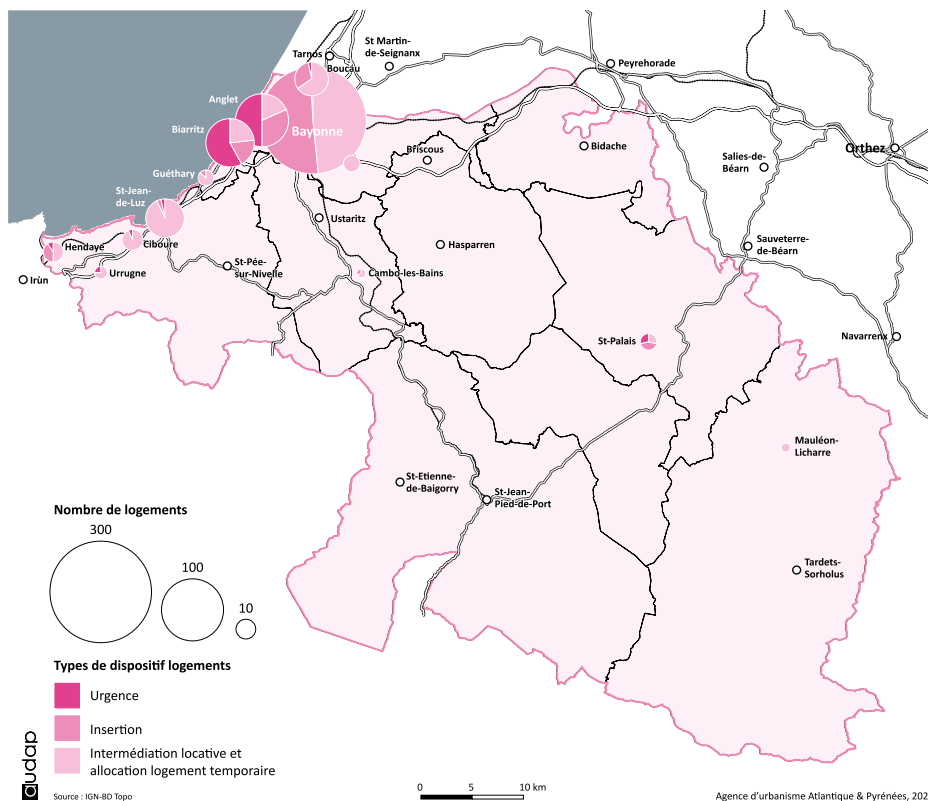 St Martin-
de-Seignanx
Tarnos
Boucau
Peyrehorade
Anglet
Biarritz
Bayonne
Briscous
Bidache
Orthez
Salies-de-
Béarn
Guéthary
St-Jean-
de-Luz
Ustaritz
Hendaye
Ciboure
Hasparren
Sauveterre-
de-Béarn
Irùn
Urrugne
St-Pée-
sur-Nivelle
Cambo-les-Bains
St-Palais
Navarrenx
Mauléon-
Licharre
St-Etienne-
de-Baigorry
St-Jean-
Pied-de-Port
Tardets-
Sorholus
Nombre de logements
300
100
10
Types de dispositif logements
Urgence
Insertion
Intermédiation locative et
allocation logement temporaire
audap
Source : IGN-BD Topo
0 5 10 km
Agence d'urbanisme Atlantique & Pyrénées, 202